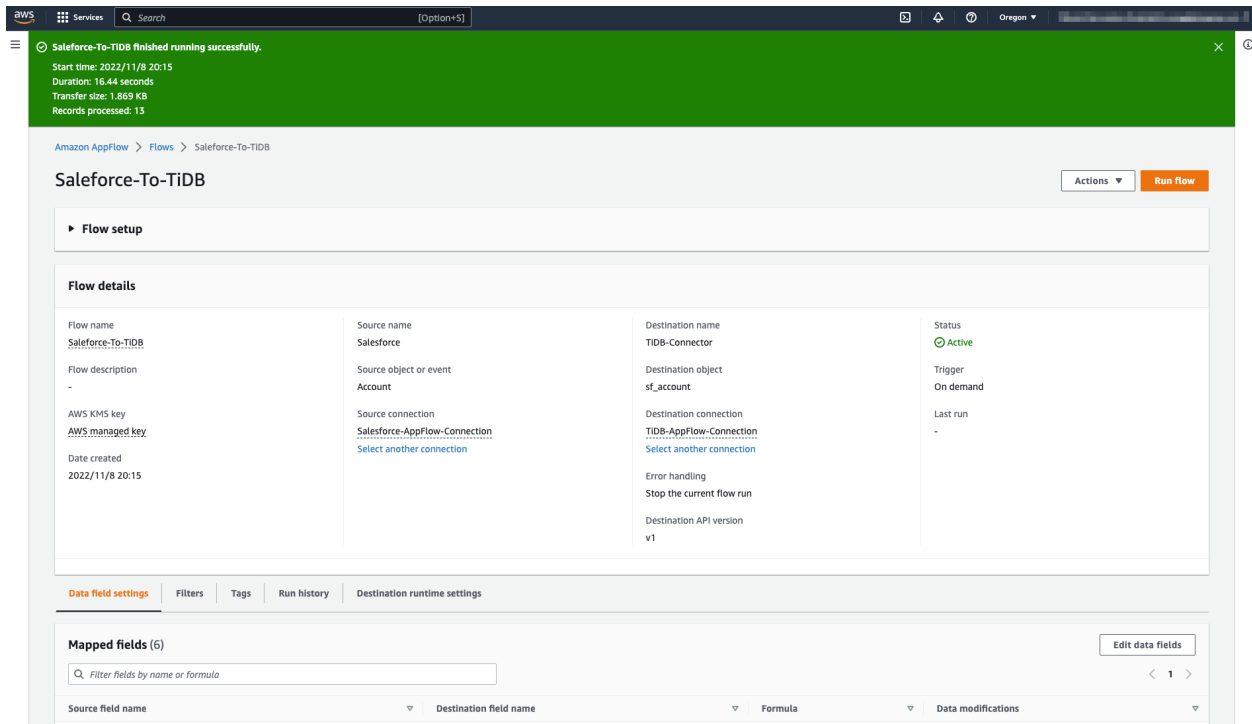 aws
Services
Search
[Option+S]
Oregon
Saleforce-To-TiDB finished running successfully.
Start time: 2022/11/8 20:15
Duration: 16.44 seconds
Transfer size: 1.869 KB
Records processed: 13
Amazon AppFlow > Flows > Saleforce-To-TiDB
Saleforce-To-TiDB
Actions
Run flow
Flow setup
Flow details
Flow name
Saleforce-To-TiDB
Flow description
-
AWS KMS key
AWS managed key
Date created
2022/11/8 20:15
Source name
Salesforce
Source object or event
Account
Source connection
Salesforce-AppFlow-Connection
Select another connection
Destination name
TiDB-Connector
Destination object
sf_account
Destination connection
TiDB-AppFlow-Connection
Select another connection
Error handling
Stop the current flow run
Destination API version
v1
Status
Active
Trigger
On demand
Last run
-
Data field settings
Filters
Tags
Run history
Destination runtime settings
Mapped fields (6)
Edit data fields
Filter fields by name or formula
< 1 >
Source field name
Destination field name
Formula
Data modifications